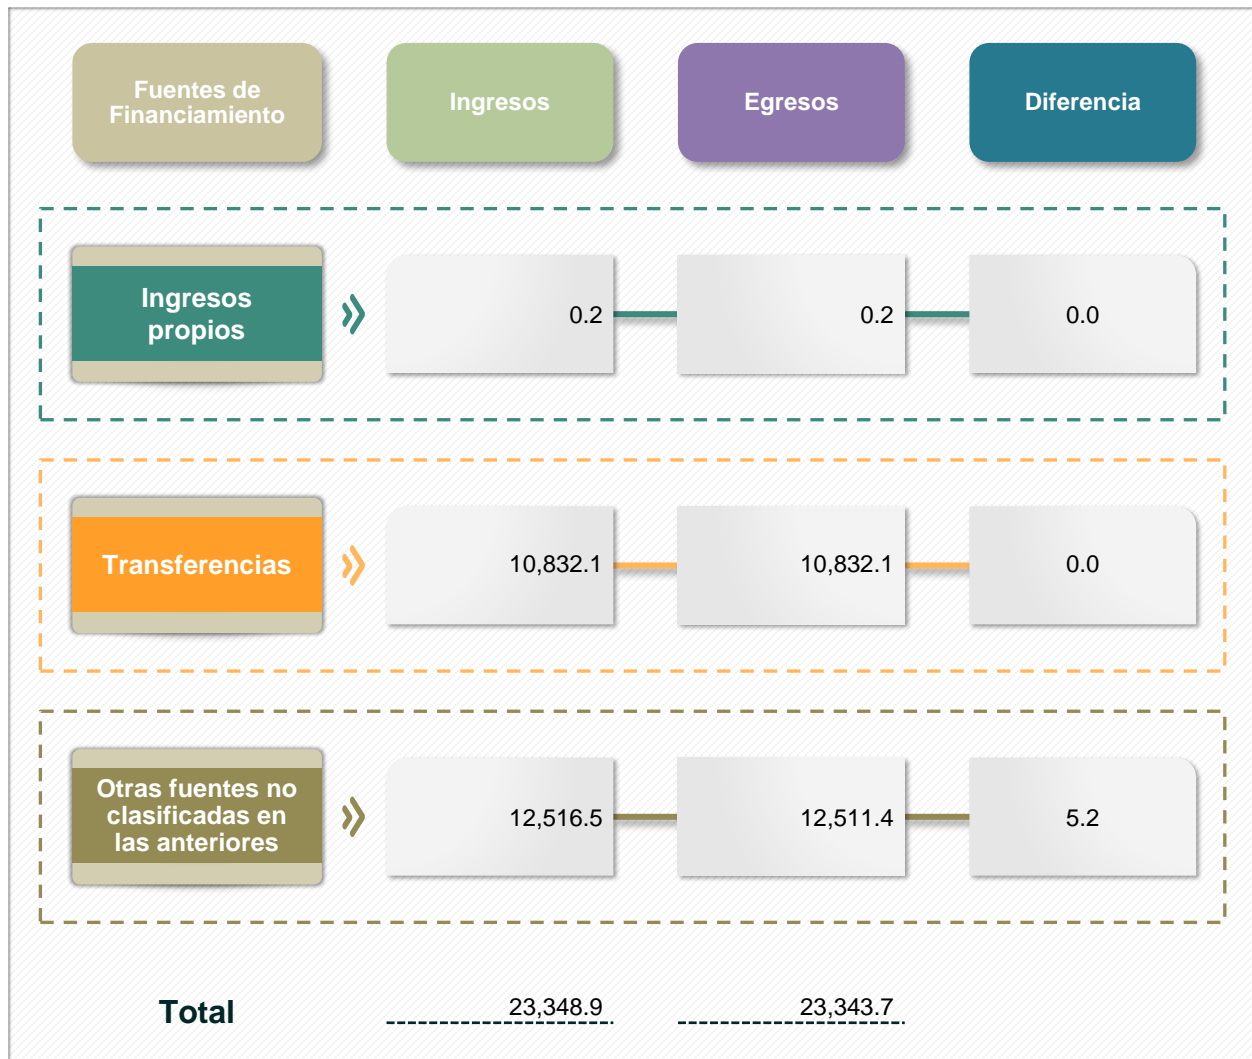 Fuentes de
Financiamiento
Ingresos
Egresos
Diferencia
Ingresos
propios
0.2
0.2
0.0
Transferencias
10,832.1
10,832.1
0.0
Otras fuentes no
clasificadas en
las anteriores
12,516.5
12,511.4
5.2
Total
23,348.9
23,343.7